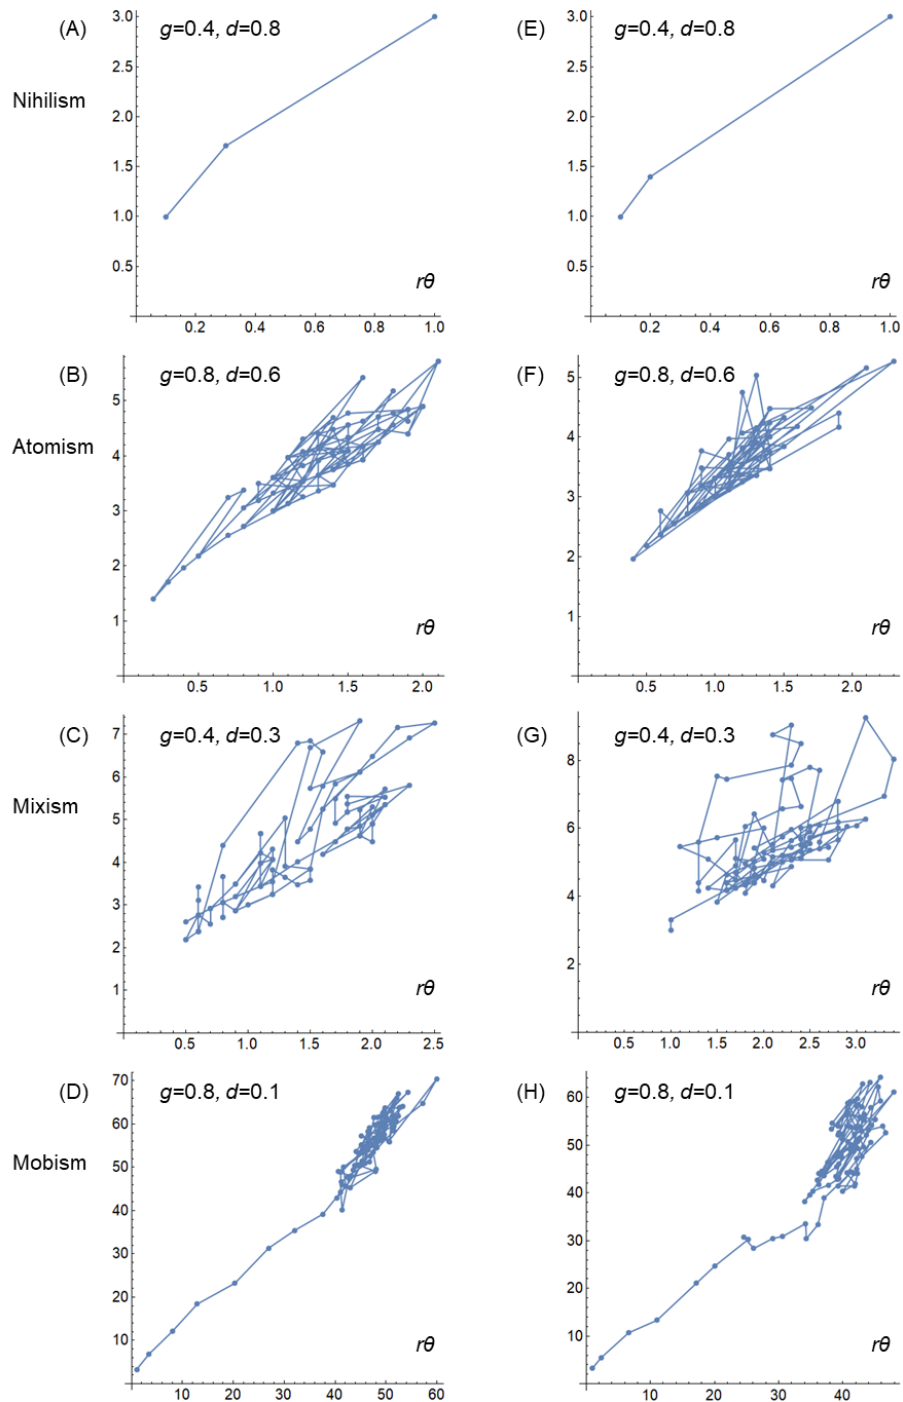 (A) g=0.4, d=0.8
3.0
2.5
2.0
1.5
1.0
0.5
Nihilism
rθ
0.2 0.4 0.6 0.8 1.0
(E) g=0.4, d=0.8
3.0
2.5
2.0
1.5
1.0
0.5
rθ
0.2 0.4 0.6 0.8 1.0
(B) g=0.8, d=0.6
5
4
3
2
1
Atomism
rθ
0.5 1.0 1.5 2.0
(F) g=0.8, d=0.6
5
4
3
2
1
rθ
0.5 1.0 1.5 2.0
(C) g=0.4, d=0.3
7
6
5
4
3
2
1
Mixism
rθ
0.5 1.0 1.5 2.0 2.5
(G) g=0.4, d=0.3
8
6
4
2
rθ
0.5 1.0 1.5 2.0 2.5 3.0
(D) g=0.8, d=0.1
70
60
50
40
30
20
10
Mobism
rθ
10 20 30 40 50 60
(H) g=0.8, d=0.1
60
50
40
30
20
10
rθ
10 20 30 40